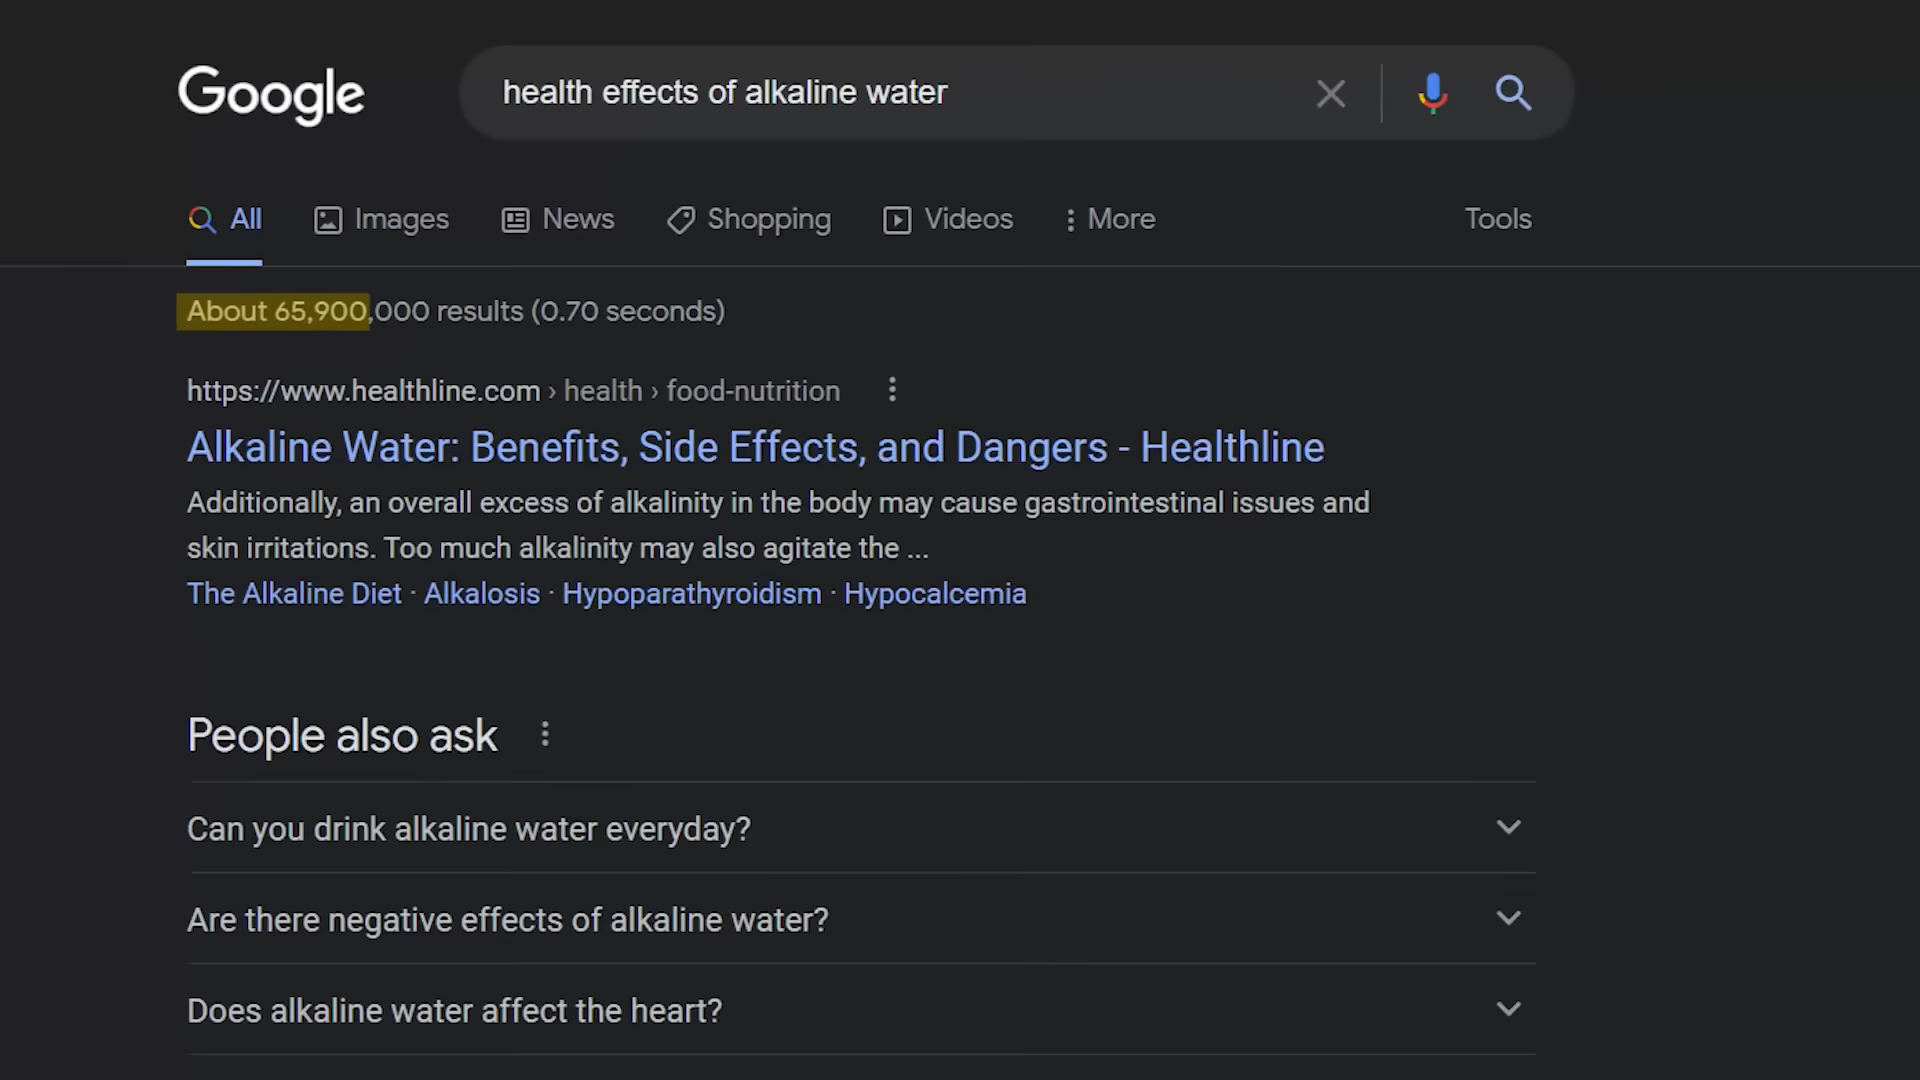 Google
health effects of alkaline water
All Images News Shopping Videos More Tools
About 65,900,000 results (0.70 seconds)
https://www.healthline.com › health › food-nutrition
Alkaline Water: Benefits, Side Effects, and Dangers - Healthline
Additionally, an overall excess of alkalinity in the body may cause gastrointestinal issues and
skin irritations. Too much alkalinity may also agitate the ...
The Alkaline Diet · Alkalosis · Hypoparathyroidism · Hypocalcemia
People also ask
Can you drink alkaline water everyday?
Are there negative effects of alkaline water?
Does alkaline water affect the heart?